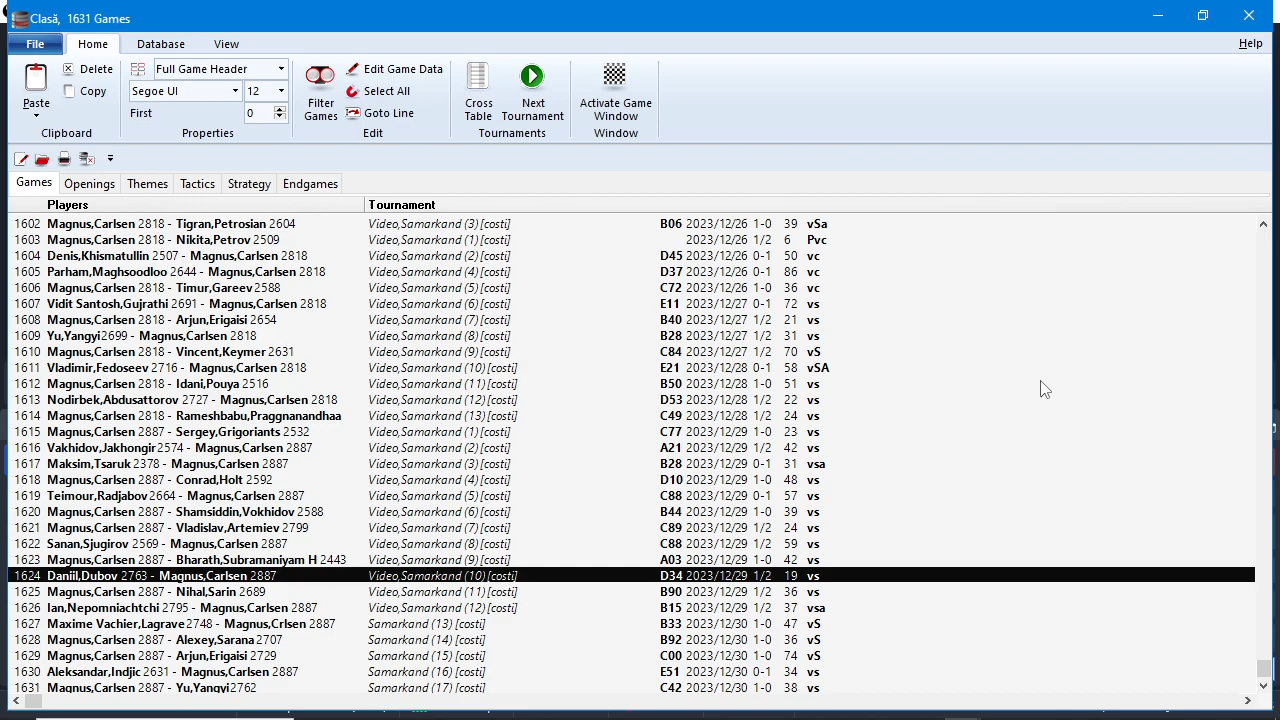 Clasă, 1631 Games
File Home Database View Help
Paste Delete Copy Clipboard
Full Game Header Segoe UI 12 First 0 Properties
Filter Games Edit Game Data Select All Goto Line Edit
Cross Table Next Tournament Tournaments
Activate Game Window Window
Games Openings Themes Tactics Strategy Endgames
Players Tournament
1602 Magnus,Carlsen 2818 - Tigran,Petrosian 2604 Video,Samarkand (3) [costi] B06 2023/12/26 1-0 39 vSa
1603 Magnus,Carlsen 2818 - Nikita,Petrov 2509 Video,Samarkand (1) [costi] 2023/12/26 1/2 6 Pvc
1604 Denis,Khismatullin 2507 - Magnus,Carlsen 2818 Video,Samarkand (2) [costi] D45 2023/12/26 0-1 50 vc
1605 Parham,Maghsoodloo 2644 - Magnus,Carlsen 2818 Video,Samarkand (4) [costi] D37 2023/12/26 0-1 86 vc
1606 Magnus,Carlsen 2818 - Timur,Gareev 2588 Video,Samarkand (5) [costi] C72 2023/12/26 1-0 36 vc
1607 Vidit Santosh,Gujrathi 2691 - Magnus,Carlsen 2818 Video,Samarkand (6) [costi] E11 2023/12/27 0-1 72 vs
1608 Magnus,Carlsen 2818 - Arjun,Erigaisi 2654 Video,Samarkand (7) [costi] B40 2023/12/27 1/2 21 vs
1609 Yu,Yangyi 2699 - Magnus,Carlsen 2818 Video,Samarkand (8) [costi] B28 2023/12/27 1/2 31 vs
1610 Magnus,Carlsen 2818 - Vincent,Keymer 2631 Video,Samarkand (9) [costi] C84 2023/12/27 1/2 70 vS
1611 Vladimir,Fedoseev 2716 - Magnus,Carlsen 2818 Video,Samarkand (10) [costi] E21 2023/12/28 0-1 58 vSA
1612 Magnus,Carlsen 2818 - Idani,Pouya 2516 Video,Samarkand (11) [costi] B50 2023/12/28 1-0 51 vs
1613 Nodirbek,Abdusattorov 2727 - Magnus,Carlsen 2818 Video,Samarkand (12) [costi] D53 2023/12/28 1/2 22 vs
1614 Magnus,Carlsen 2818 - Rameshbabu,Praggnanandhaa Video,Samarkand (13) [costi] C49 2023/12/28 1/2 24 vs
1615 Magnus,Carlsen 2887 - Sergey,Grigoriants 2532 Video,Samarkand (1) [costi] C77 2023/12/29 1-0 23 vs
1616 Vakhidov,Jakhongir 2574 - Magnus,Carlsen 2887 Video,Samarkand (2) [costi] A21 2023/12/29 1/2 42 vs
1617 Maksim,Tsaruk 2378 - Magnus,Carlsen 2887 Video,Samarkand (3) [costi] B28 2023/12/29 0-1 31 vsa
1618 Magnus,Carlsen 2887 - Conrad,Holt 2592 Video,Samarkand (4) [costi] D10 2023/12/29 1-0 48 vs
1619 Teimour,Radjabov 2664 - Magnus,Carlsen 2887 Video,Samarkand (5) [costi] C88 2023/12/29 0-1 57 vs
1620 Magnus,Carlsen 2887 - Shamsiddin,Vokhidov 2588 Video,Samarkand (6) [costi] B44 2023/12/29 1-0 39 vs
1621 Magnus,Carlsen 2887 - Vladislav,Artemiev 2799 Video,Samarkand (7) [costi] C89 2023/12/29 1/2 24 vs
1622 Sanan,Sjugirov 2569 - Magnus,Carlsen 2887 Video,Samarkand (8) [costi] C88 2023/12/29 1/2 59 vs
1623 Magnus,Carlsen 2887 - Bharath,Subramaniyam H 2443 Video,Samarkand (9) [costi] A03 2023/12/29 1-0 42 vs
1624 Daniil,Dubov 2763 - Magnus,Carlsen 2887 Video,Samarkand (10) [costi] D34 2023/12/29 1/2 19 vs
1625 Magnus,Carlsen 2887 - Nihal,Sarin 2689 Video,Samarkand (11) [costi] B90 2023/12/29 1/2 36 vs
1626 Ian,Nepomniachtchi 2795 - Magnus,Carlsen 2887 Video,Samarkand (12) [costi] B15 2023/12/29 1/2 37 vsa
1627 Maxime Vachier,Lagrave 2748 - Magnus,Crlsen 2887 Samarkand (13) [costi] B33 2023/12/30 1-0 47 vS
1628 Magnus,Carlsen 2887 - Alexey,Sarana 2707 Samarkand (14) [costi] B92 2023/12/30 1-0 36 vS
1629 Magnus,Carlsen 2887 - Arjun,Erigaisi 2729 Samarkand (15) [costi] C00 2023/12/30 1-0 74 vS
1630 Aleksandar,Indjic 2631 - Magnus,Carlsen 2887 Samarkand (16) [costi] E51 2023/12/30 0-1 34 vs
1631 Magnus,Carlsen 2887 - Yu,Yangyi 2762 Samarkand (17) [costi] C42 2023/12/30 1-0 38 vs